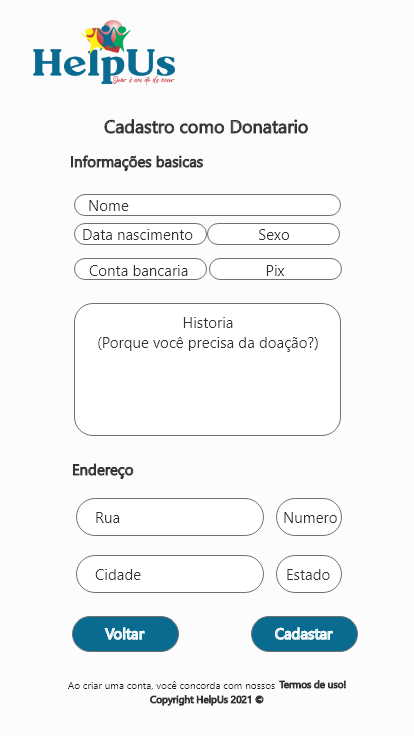 HelpUs
Doar é um ato de amor
Cadastro como Donatario
Informações basicas
Nome
Data nascimento Sexo
Conta bancaria Pix
Historia
(Porque você precisa da doação?)
Endereço
Rua Numero
Cidade Estado
Voltar Cadastar
Ao criar uma conta, você concorda com nossos Termos de uso!
Copyright HelpUs 2021 ©